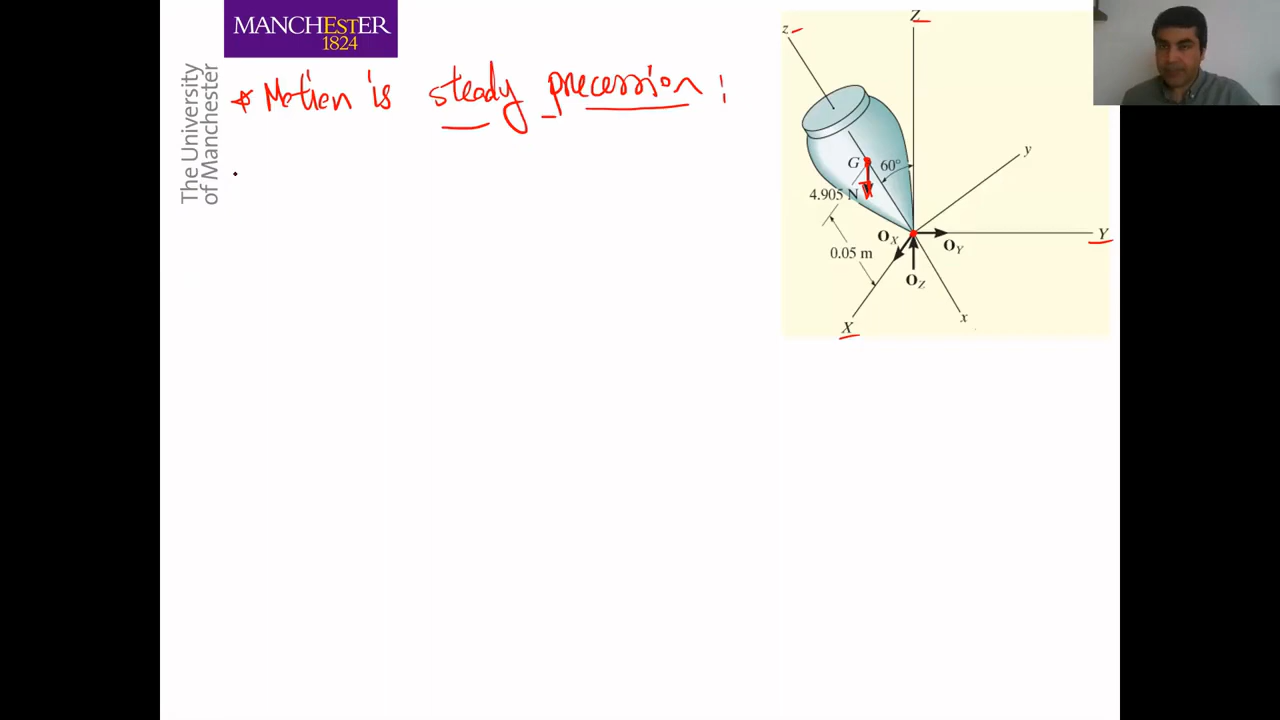 MANCHESTER
1824
The University
of Manchester
* Motion is steady precession :
z
Z
y
G
60°
4.905 N
O_X
O_Y
Y
0.05 m
O_Z
X
x